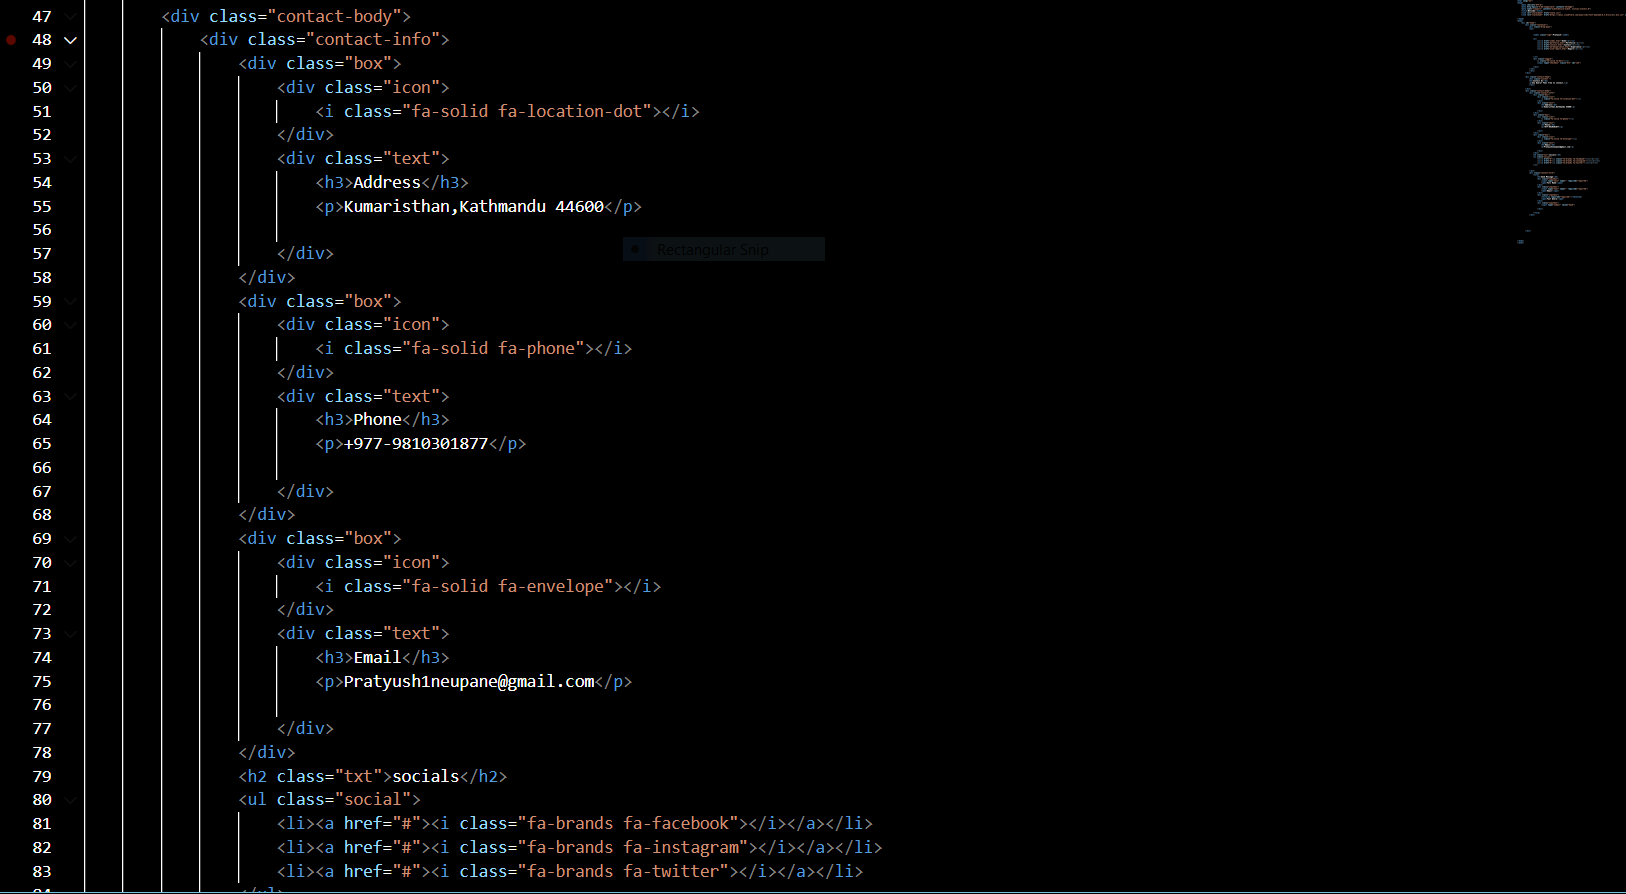 47 <div class="contact-body">
48 <div class="contact-info">
49 <div class="box">
50 <div class="icon">
51 <i class="fa-solid fa-location-dot"></i>
52 </div>
53 <div class="text">
54 <h3>Address</h3>
55 <p>Kumaristhan,Kathmandu 44600</p>
56
Rectangular Snip
57 </div>
58 </div>
59 <div class="box">
60 <div class="icon">
61 <i class="fa-solid fa-phone"></i>
62 </div>
63 <div class="text">
64 <h3>Phone</h3>
65 <p>+977-9810301877</p>
66
67 </div>
68 </div>
69 <div class="box">
70 <div class="icon">
71 <i class="fa-solid fa-envelope"></i>
72 </div>
73 <div class="text">
74 <h3>Email</h3>
75 <p>Pratyush1neupane@gmail.com</p>
76
77 </div>
78 </div>
79 <h2 class="txt">socials</h2>
80 <ul class="social">
81 <li><a href="#"><i class="fa-brands fa-facebook"></i></a></li>
82 <li><a href="#"><i class="fa-brands fa-instagram"></i></a></li>
83 <li><a href="#"><i class="fa-brands fa-twitter"></i></a></li>